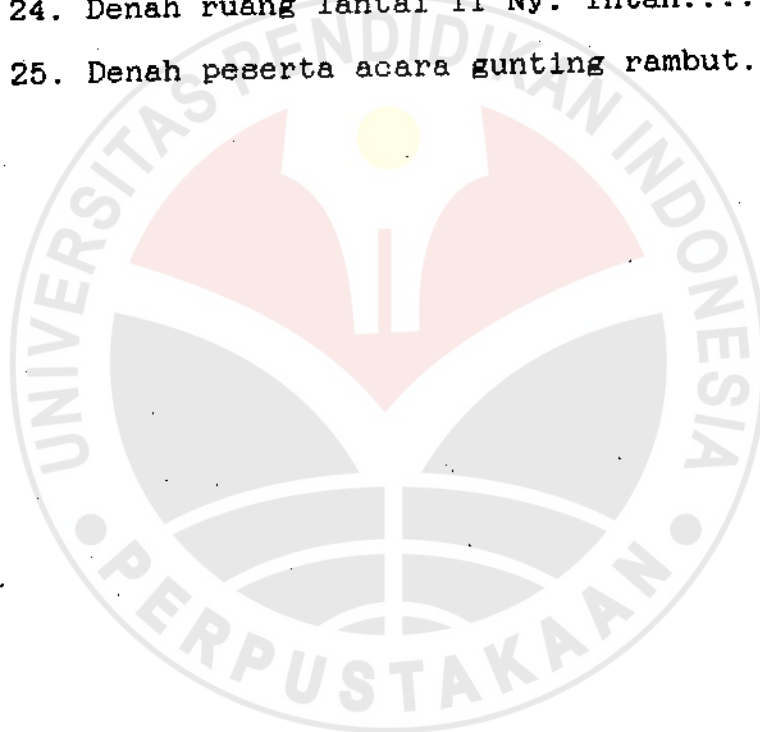 24. Denah ruang lantai II Ny. Intan....
25. Denah peserta acara gunting rambut.
UNIVERSITAS PENDIDIKAN INDONESIA
PERPUSTAKAAN